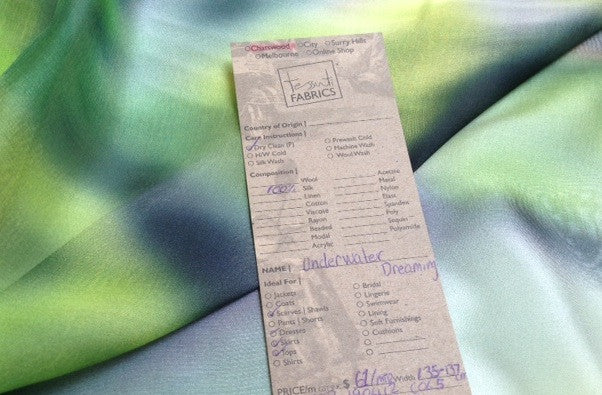 Chatswood City Surry Hills
Melbourne Online Shop
Tessuti
FABRICS
Country of Origin |
Care Instructions |
Dry Clean (P) Prewash Cold
H/W Cold Machine Wash
Silk Wash Wool Wash
Composition |
Wool Acetate
100% Silk Metal
Linen Nylon
Cotton Elast.
Viscose Spandex
Rayon Poly
Beaded Sequin
Modal Polyamide
Acrylic
NAME | Underwater Dreaming
Ideal For |
Jackets Bridal
Coats Lingerie
Scarves | Shawls Swimwear
Pants | Shorts Lining
Dresses Soft Furnishings
Skirts Cushions
Tops
Shirts
PRICE/m $ 61/m Width 135-137